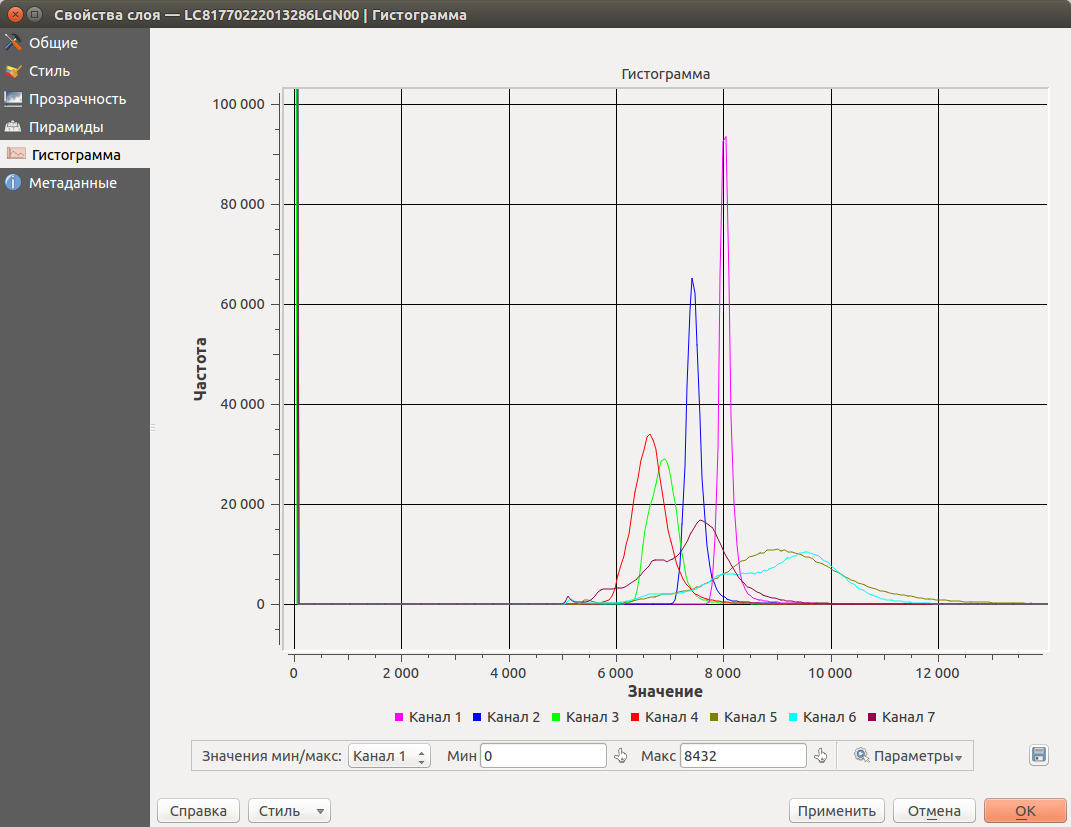 Свойства слоя — LC81770222013286LGN00 | Гистограмма
Общие
Стиль
Прозрачность
Пирамиды
Гистограмма
Метаданные
Гистограмма
100 000
80 000
60 000
40 000
20 000
0
Частота
0 2 000 4 000 6 000 8 000 10 000 12 000
Значение
Канал 1 Канал 2 Канал 3 Канал 4 Канал 5 Канал 6 Канал 7
Значения мин/макс: Канал 1 Мин 0 Макс 8432 Параметры
Справка Стиль Применить Отмена OK